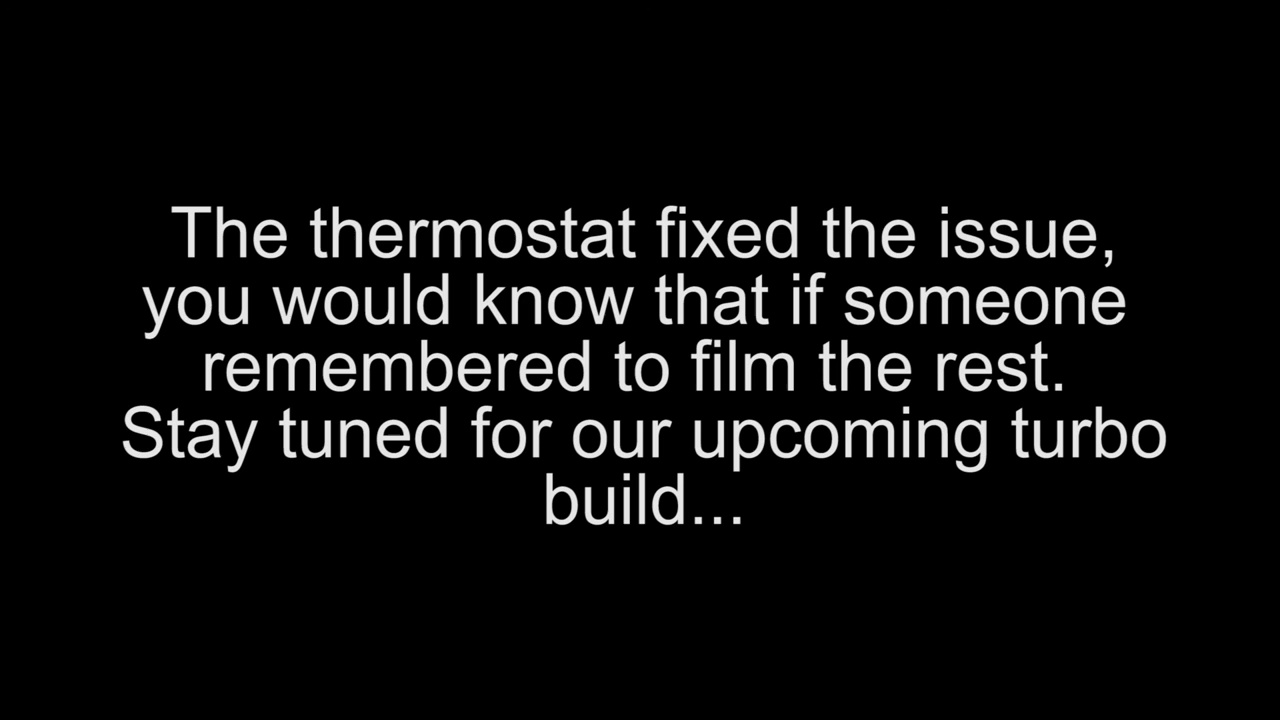 The thermostat fixed the issue,
you would know that if someone
remembered to film the rest.
Stay tuned for our upcoming turbo
build...